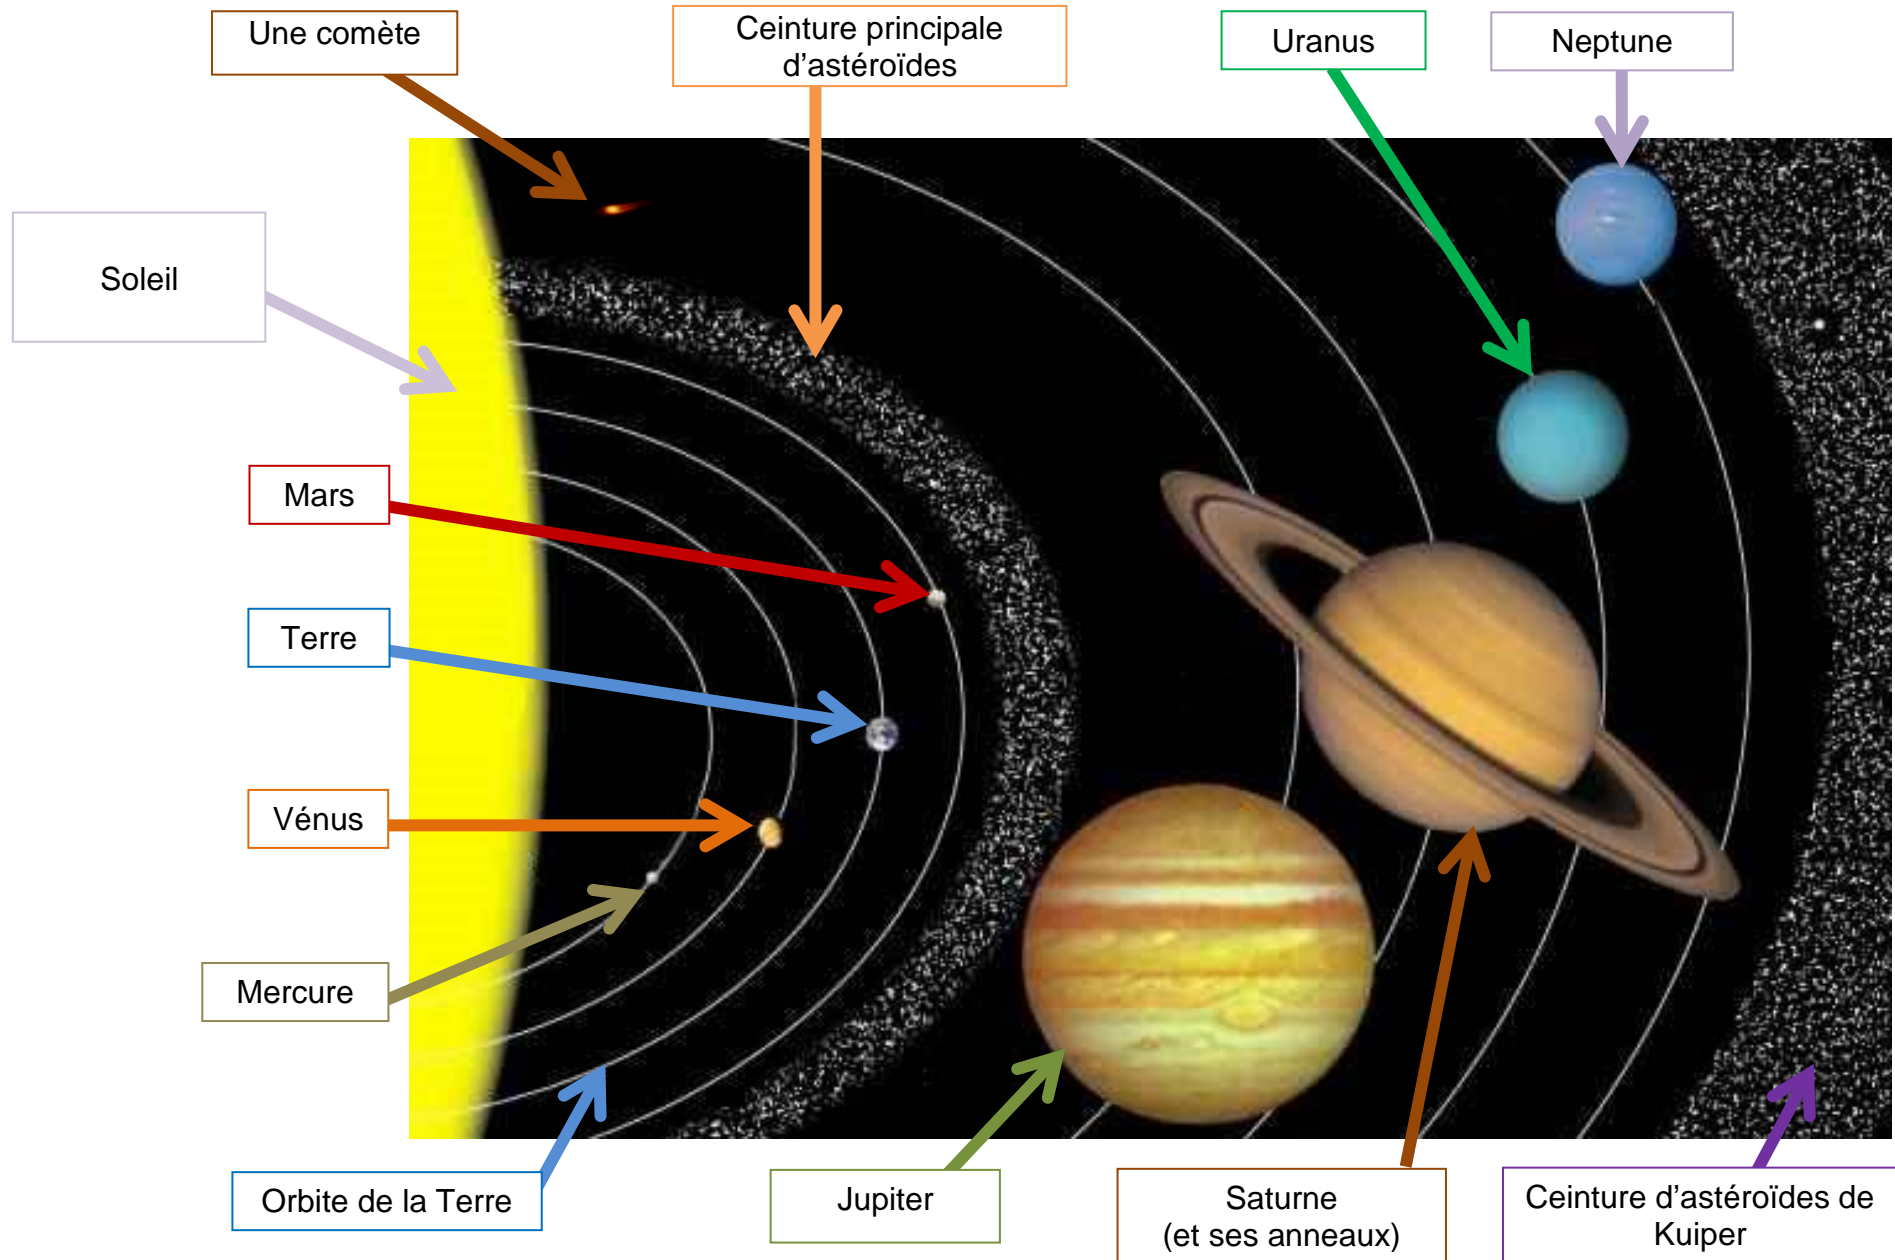 Une comète
Ceinture principale
d’astéroïdes
Uranus
Neptune
Soleil
Mars
Terre
Vénus
Mercure
Orbite de la Terre
Jupiter
Saturne
(et ses anneaux)
Ceinture d’astéroïdes de
Kuiper